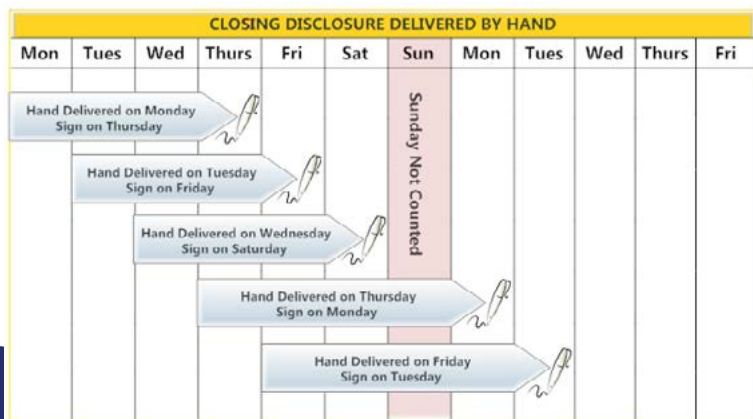 CLOSING DISCLOSURE DELIVERED BY HAND
Mon Tues Wed Thurs Fri Sat Sun Mon Tues Wed Thurs Fri
Hand Delivered on Monday
Sign on Thursday
Hand Delivered on Tuesday
Sign on Friday
Hand Delivered on Wednesday
Sign on Saturday
Sunday Not Counted
Hand Delivered on Thursday
Sign on Monday
Hand Delivered on Friday
Sign on Tuesday